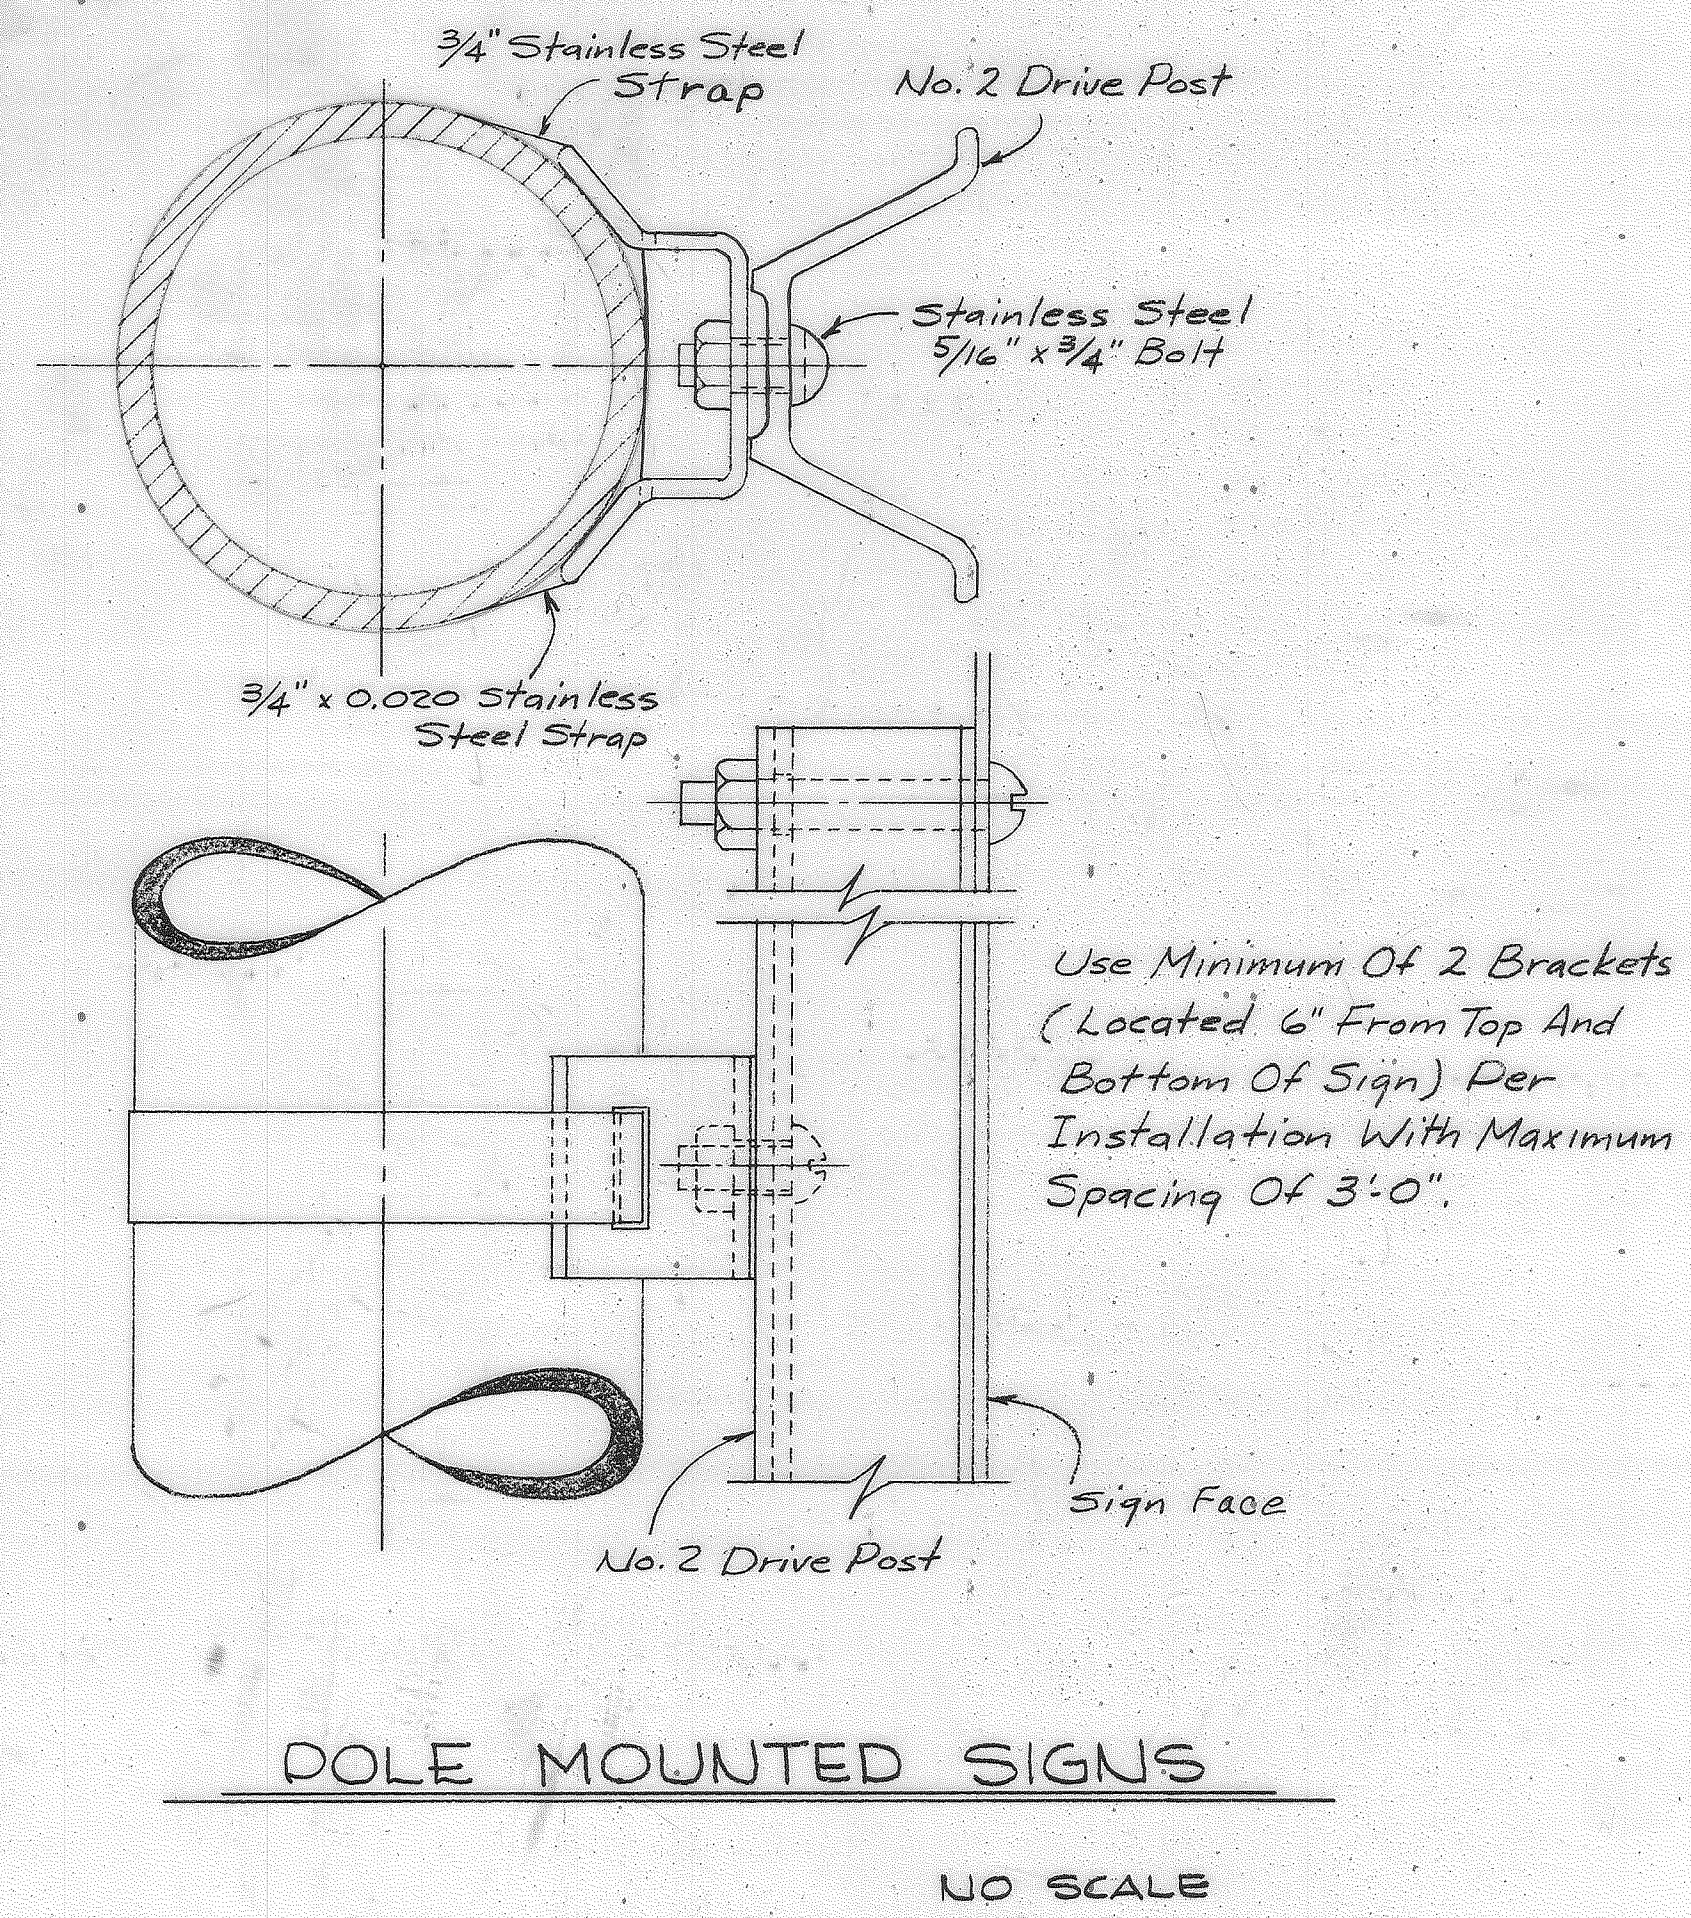 3/4" Stainless Steel
Strap
No. 2 Drive Post
Stainless Steel
5/16" x 3/4" Bolt
3/4" x 0.020 Stainless
Steel Strap
Use Minimum Of 2 Brackets
(Located 6" From Top And
Bottom Of Sign) Per
Installation With Maximum
Spacing Of 3'-0".
Sign Face
No. 2 Drive Post
POLE MOUNTED SIGNS
NO SCALE